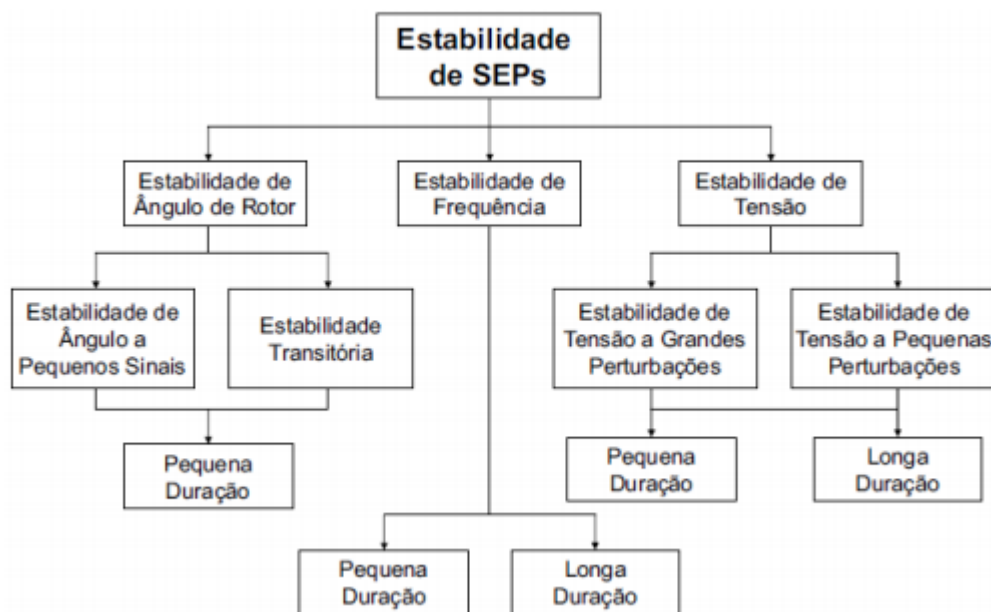 Estabilidade
de SEPs
Estabilidade de
Ângulo de Rotor
Estabilidade de
Frequência
Estabilidade de
Tensão
Estabilidade de
Ângulo a
Pequenos Sinais
Estabilidade
Transitória
Estabilidade de
Tensão a Grandes
Perturbações
Estabilidade de
Tensão a Pequenas
Perturbações
Pequena
Duração
Pequena
Duração
Longa
Duração
Pequena
Duração
Longa
Duração